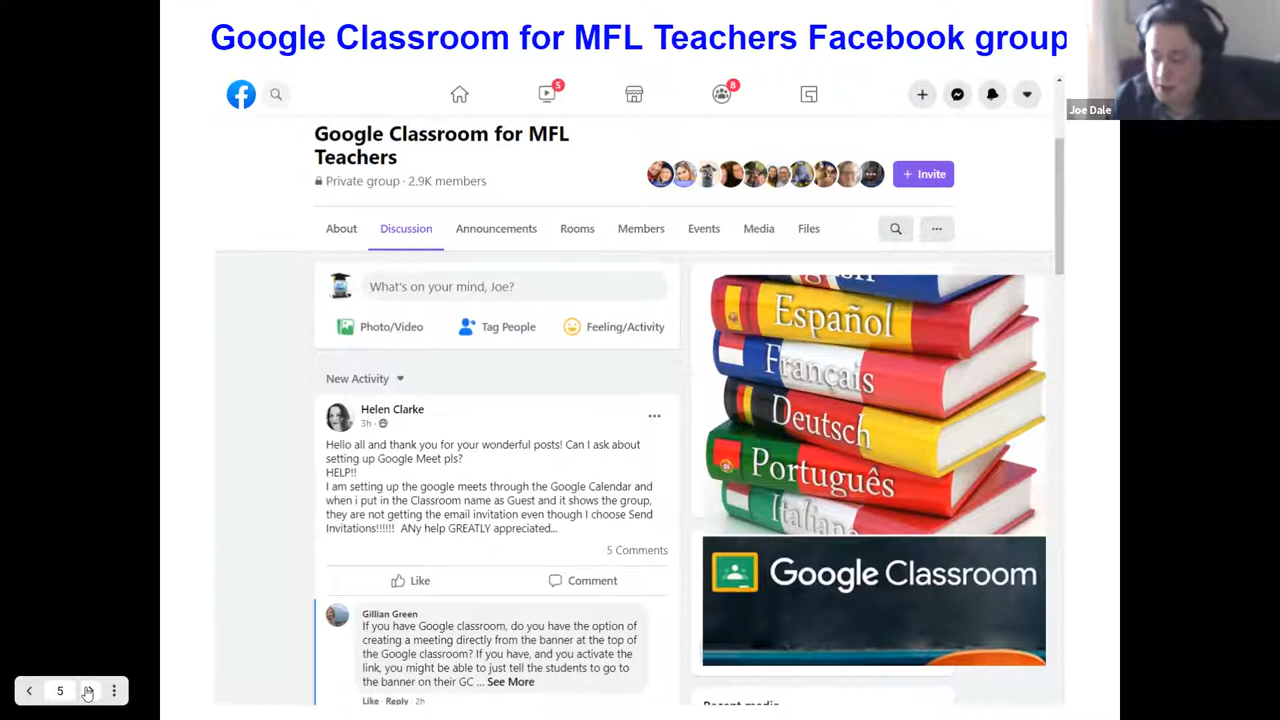 Google Classroom for MFL Teachers Facebook group
Joe Dale
5
8
Google Classroom for MFL
Teachers
Private group · 2.9K members
+ Invite
About
Discussion
Announcements
Rooms
Members
Events
Media
Files
What's on your mind, Joe?
Photo/Video
Tag People
Feeling/Activity
New Activity
Helen Clarke
3h ·
Hello all and thank you for your wonderful posts! Can I ask about
setting up Google Meet pls?
HELP!!
I am setting up the google meets through the Google Calendar and
when i put in the Classroom name as Guest and it shows the group,
they are not getting the email invitation even though I choose Send
Invitations!!!!!! ANy help GREATLY appreciated...
5 Comments
Like
Comment
Gillian Green
If you have Google classroom, do you have the option of
creating a meeting directly from the banner at the top of
the Google classroom? If you have, and you activate the
link, you might be able to just tell the students to go to
the banner on their GC ... See More
Like · Reply · 2h
Español
Français
Deutsch
Português
Italiano
Google Classroom
Recent media
5